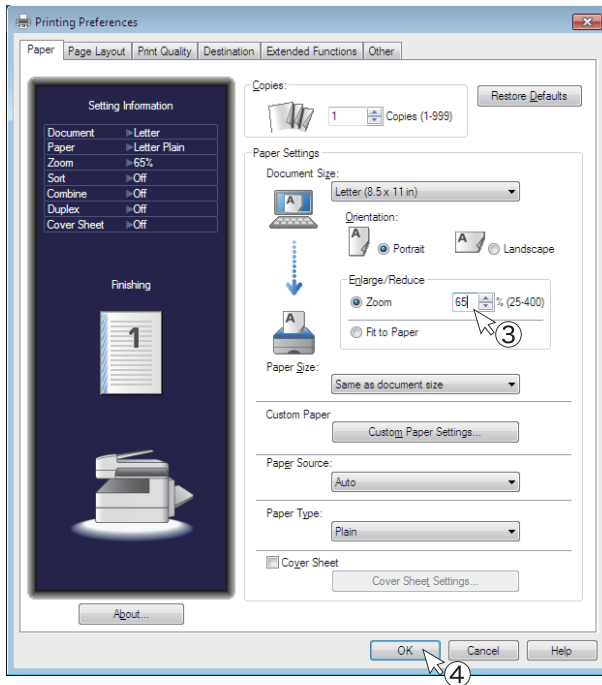 Printing Preferences
Paper Page Layout Print Quality Destination Extended Functions Other
Setting Information
Document ▶Letter
Paper ▶Letter Plain
Zoom ▶65%
Sort ▶Off
Combine ▶Off
Duplex ▶Off
Cover Sheet ▶Off
Finishing
1
About...
Copies:
1 Copies (1-999)
Restore Defaults
Paper Settings
Document Size:
A
Letter (8.5 x 11 in)
Orientation:
A Portrait A Landscape
Enlarge/Reduce
Zoom 65 % (25-400)
③
Fit to Paper
A
Paper Size:
Same as document size
Custom Paper
Custom Paper Settings...
Paper Source:
Auto
Paper Type:
Plain
Cover Sheet
Cover Sheet Settings...
OK Cancel Help
④